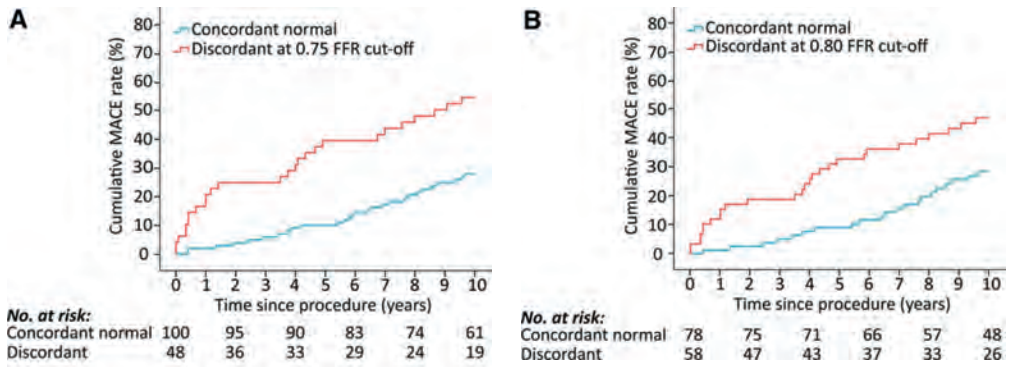 A
Concordant normal
Discordant at 0.75 FFR cut-off
Cumulative MACE rate (%)
80
70
60
50
40
30
20
10
0
0 1 2 3 4 5 6 7 8 9 10
Time since procedure (years)
No. at risk:
Concordant normal 100 95 90 83 74 61
Discordant 48 36 33 29 24 19
B
Concordant normal
Discordant at 0.80 FFR cut-off
Cumulative MACE rate (%)
80
70
60
50
40
30
20
10
0
0 1 2 3 4 5 6 7 8 9 10
Time since procedure (years)
No. at risk:
Concordant normal 78 75 71 66 57 48
Discordant 58 47 43 37 33 26